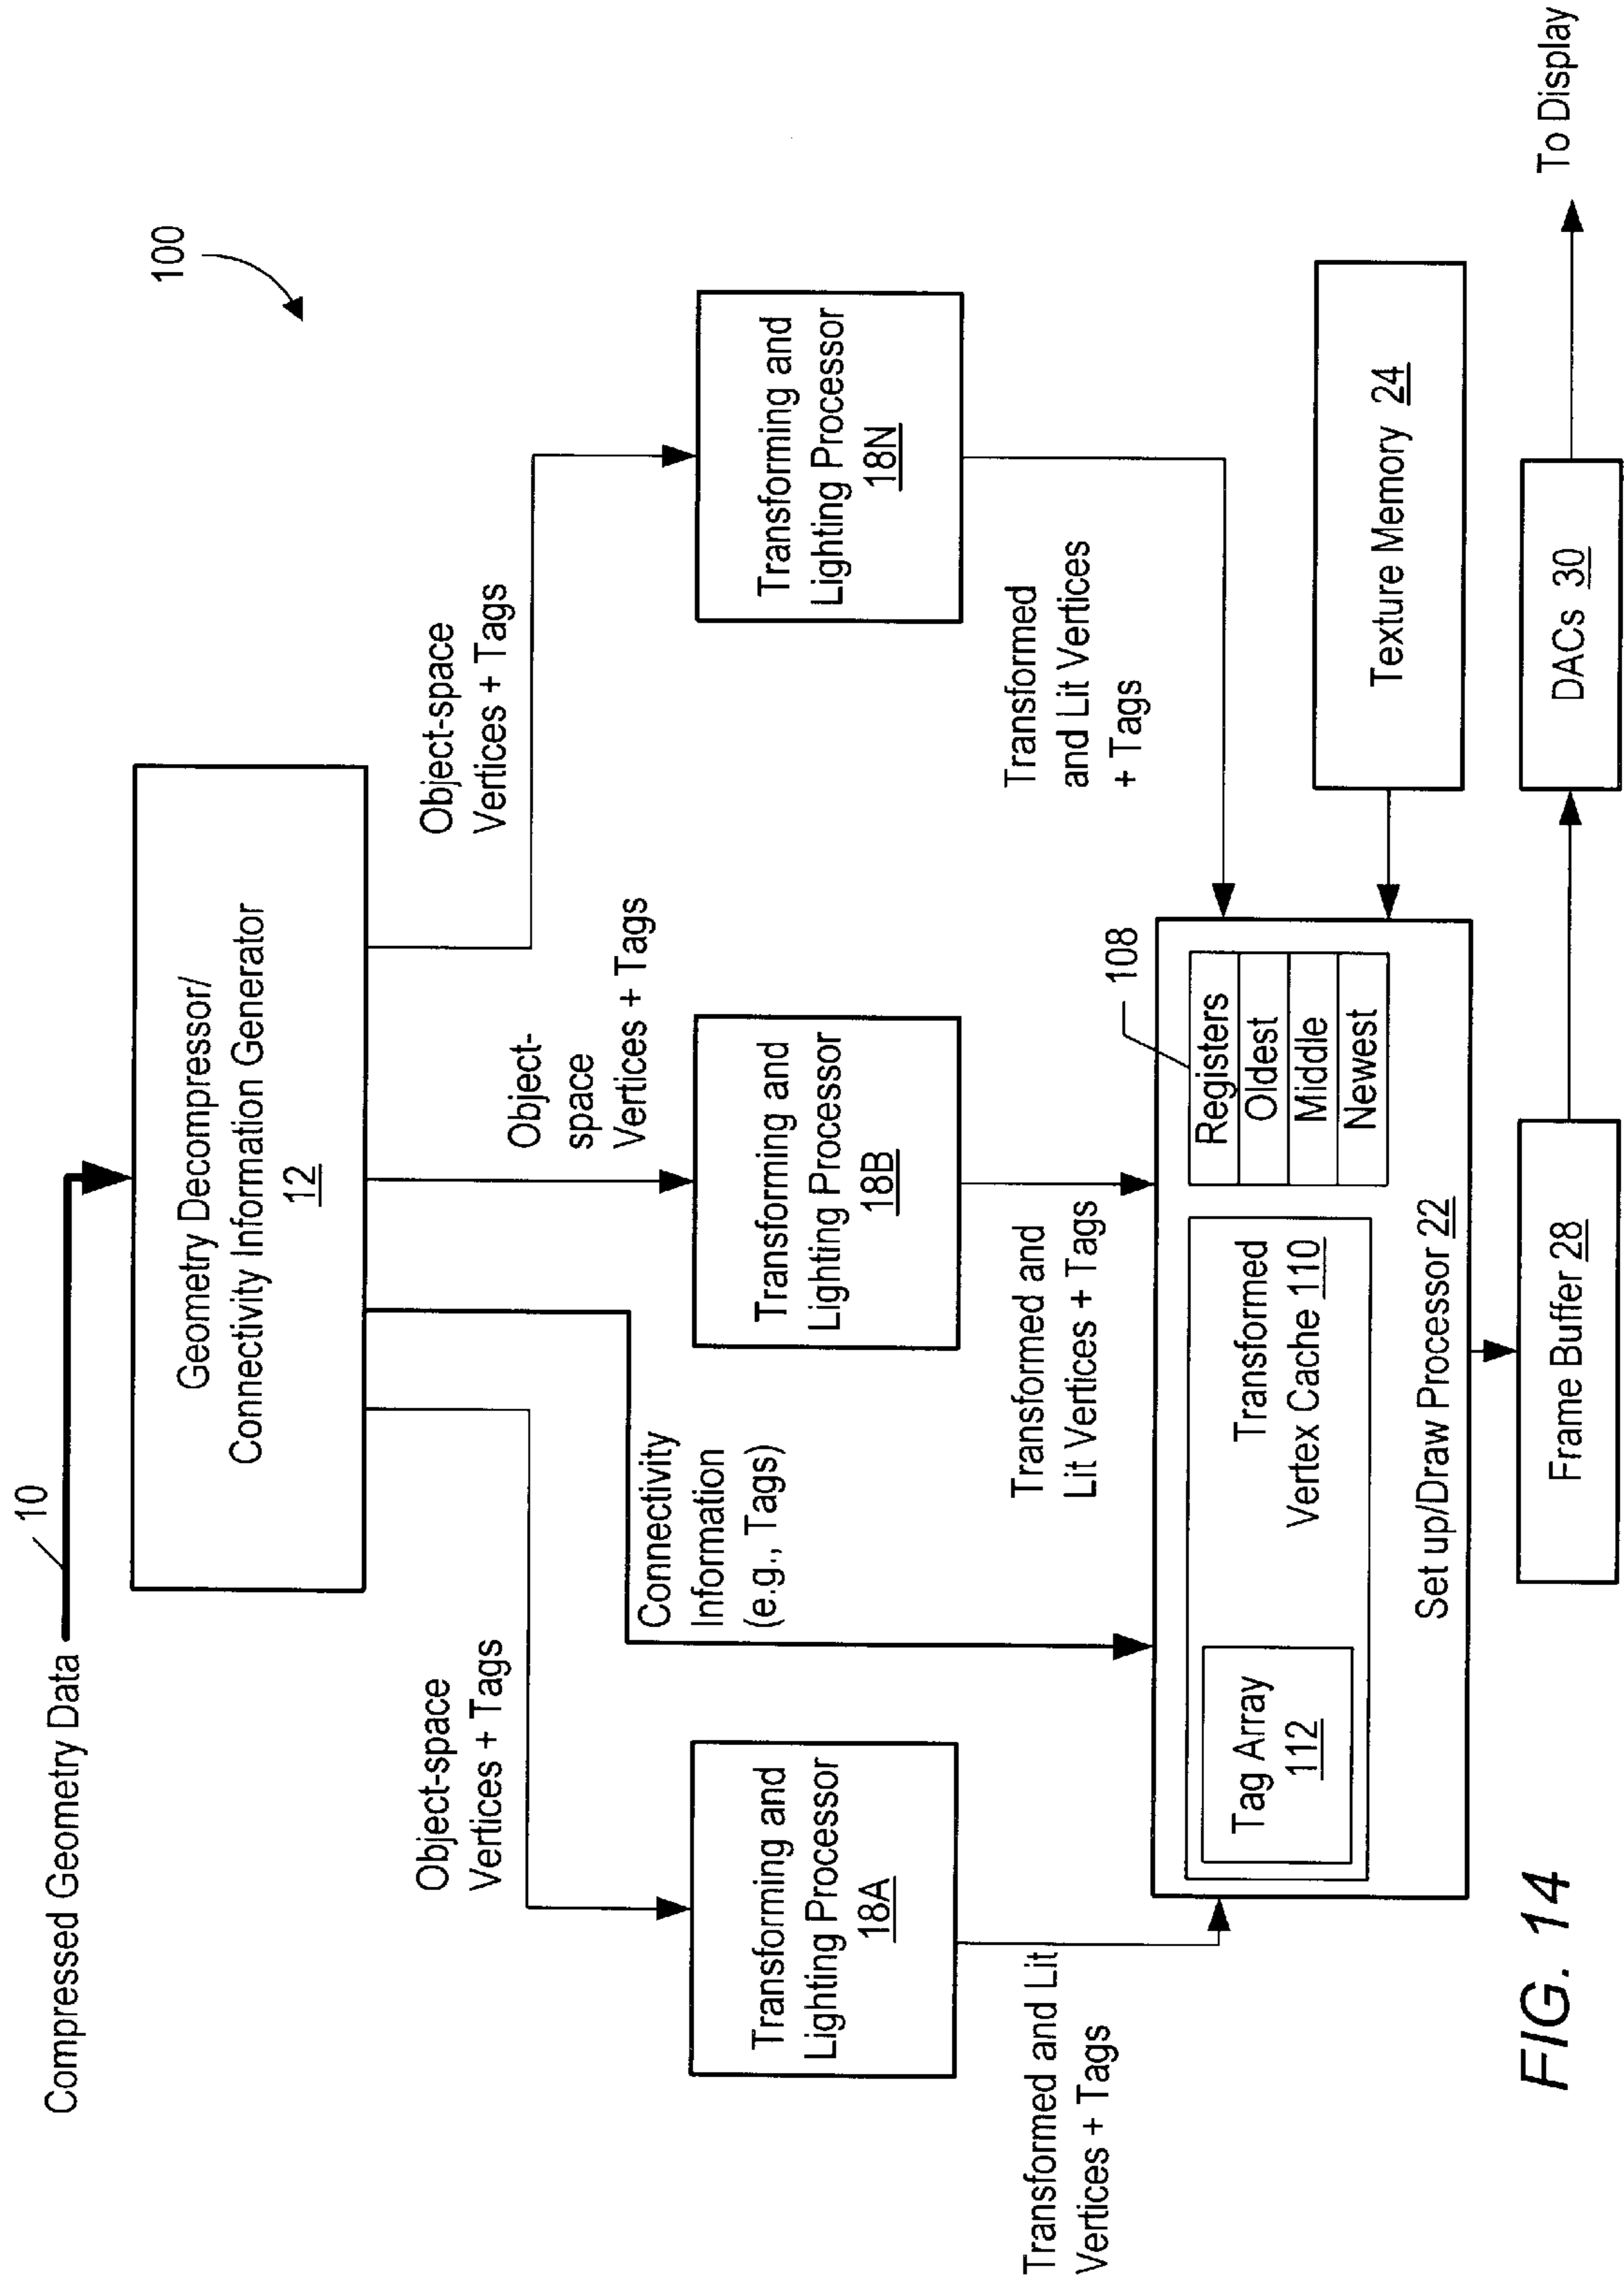 Compressed Geometry Data
10
100
Geometry Decompressor/
Connectivity Information Generator
12
Object-space
Vertices + Tags
Connectivity
Information
(e.g., Tags)
Object-
space
Vertices + Tags
Object-space
Vertices + Tags
Transforming and
Lighting Processor
18A
Transforming and
Lighting Processor
18B
Transforming and
Lighting Processor
18N
Transformed and Lit
Vertices + Tags
Transformed and
Lit Vertices + Tags
Transformed
and Lit Vertices
+ Tags
108
Tag Array
112
Transformed
Vertex Cache 110
Registers
Oldest
Middle
Newest
Set up/Draw Processor 22
Texture Memory 24
Frame Buffer 28
DACs 30
To Display
FIG. 14